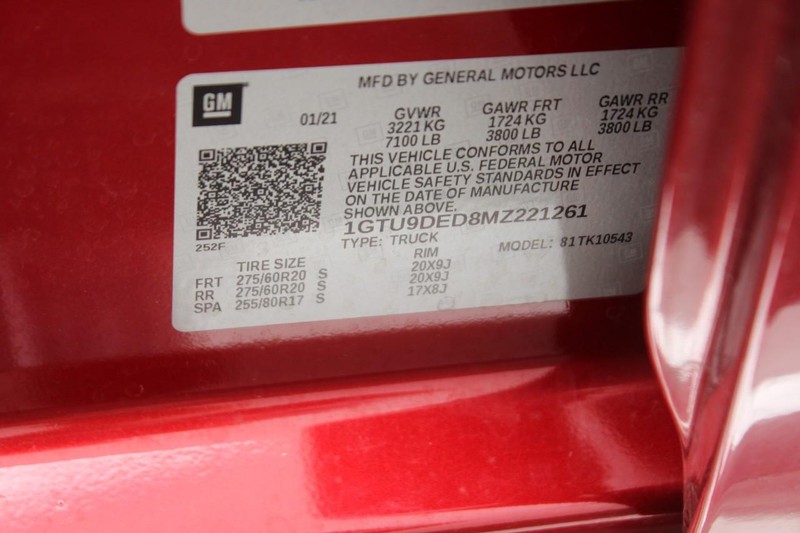 GM
MFD BY GENERAL MOTORS LLC
01/21
GVWR GAWR FRT GAWR RR
3221 KG 1724 KG 1724 KG
7100 LB 3800 LB 3800 LB
THIS VEHICLE CONFORMS TO ALL
APPLICABLE U.S. FEDERAL MOTOR
VEHICLE SAFETY STANDARDS IN EFFECT
ON THE DATE OF MANUFACTURE
SHOWN ABOVE.
1GTU9DED8MZ221261
252F
TYPE: TRUCK MODEL: 81TK10543
TIRE SIZE RIM
FRT 275/60R20 S 20X9J
RR 275/60R20 S 20X9J
SPA 255/80R17 S 17X8J